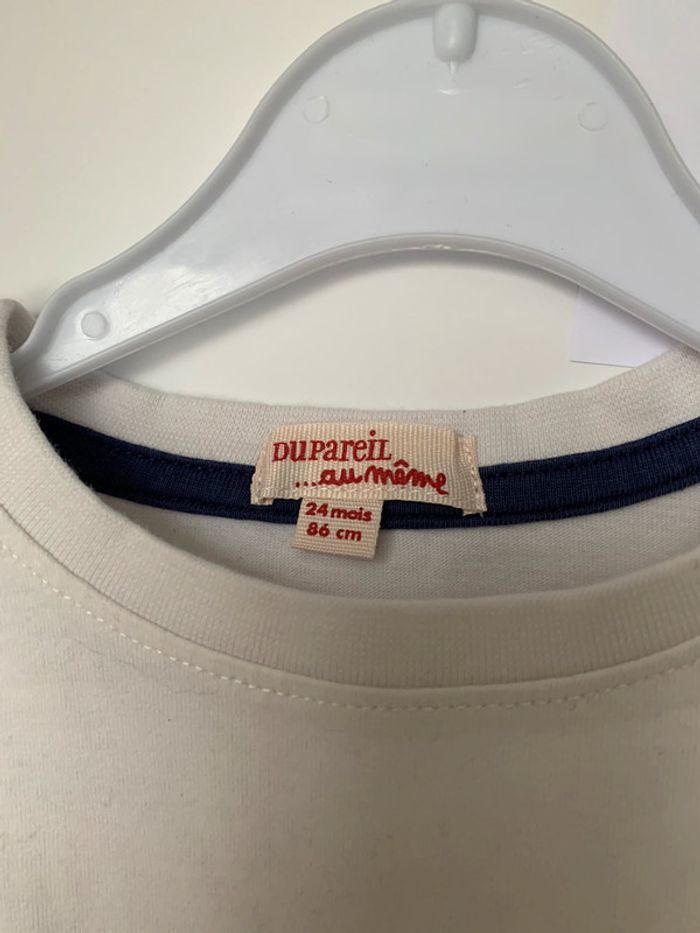 DUPAREIL
...au même
24 mois
86 cm